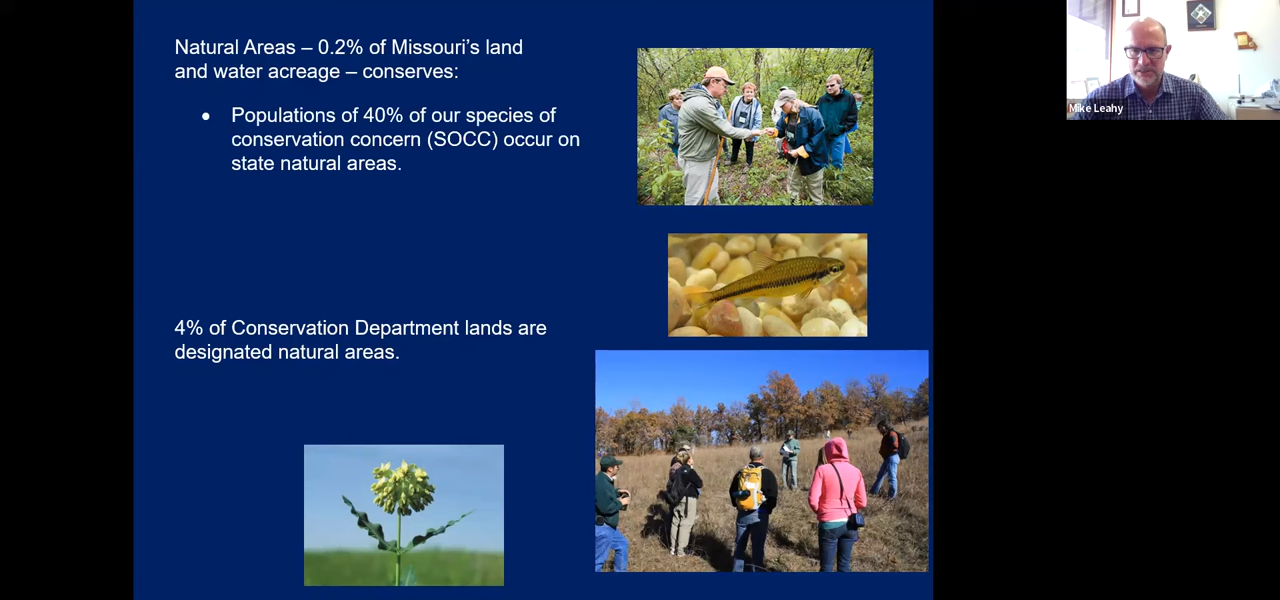 Natural Areas – 0.2% of Missouri's land
and water acreage – conserves:
● Populations of 40% of our species of
conservation concern (SOCC) occur on
state natural areas.
4% of Conservation Department lands are
designated natural areas.
Mike Leahy